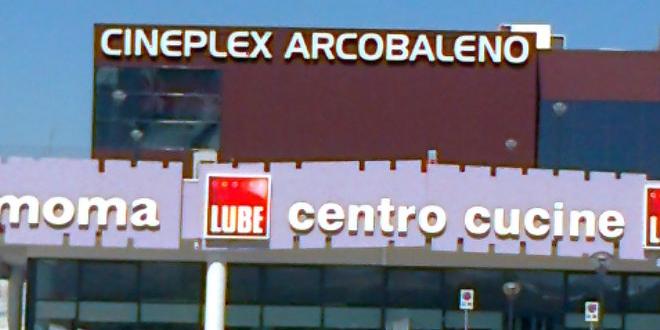 CINEPLEX ARCOBALENO
moma LUBE centro cucine